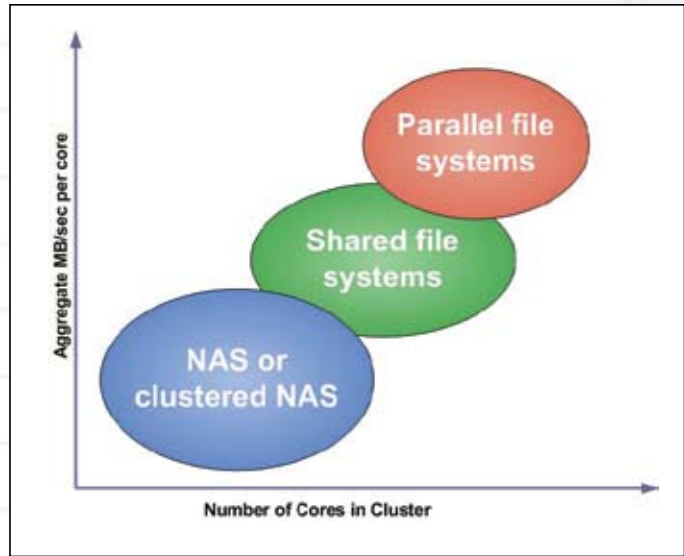 Parallel file
systems
Shared file
systems
NAS or
clustered NAS
Aggregate MB/sec per core
Number of Cores in Cluster